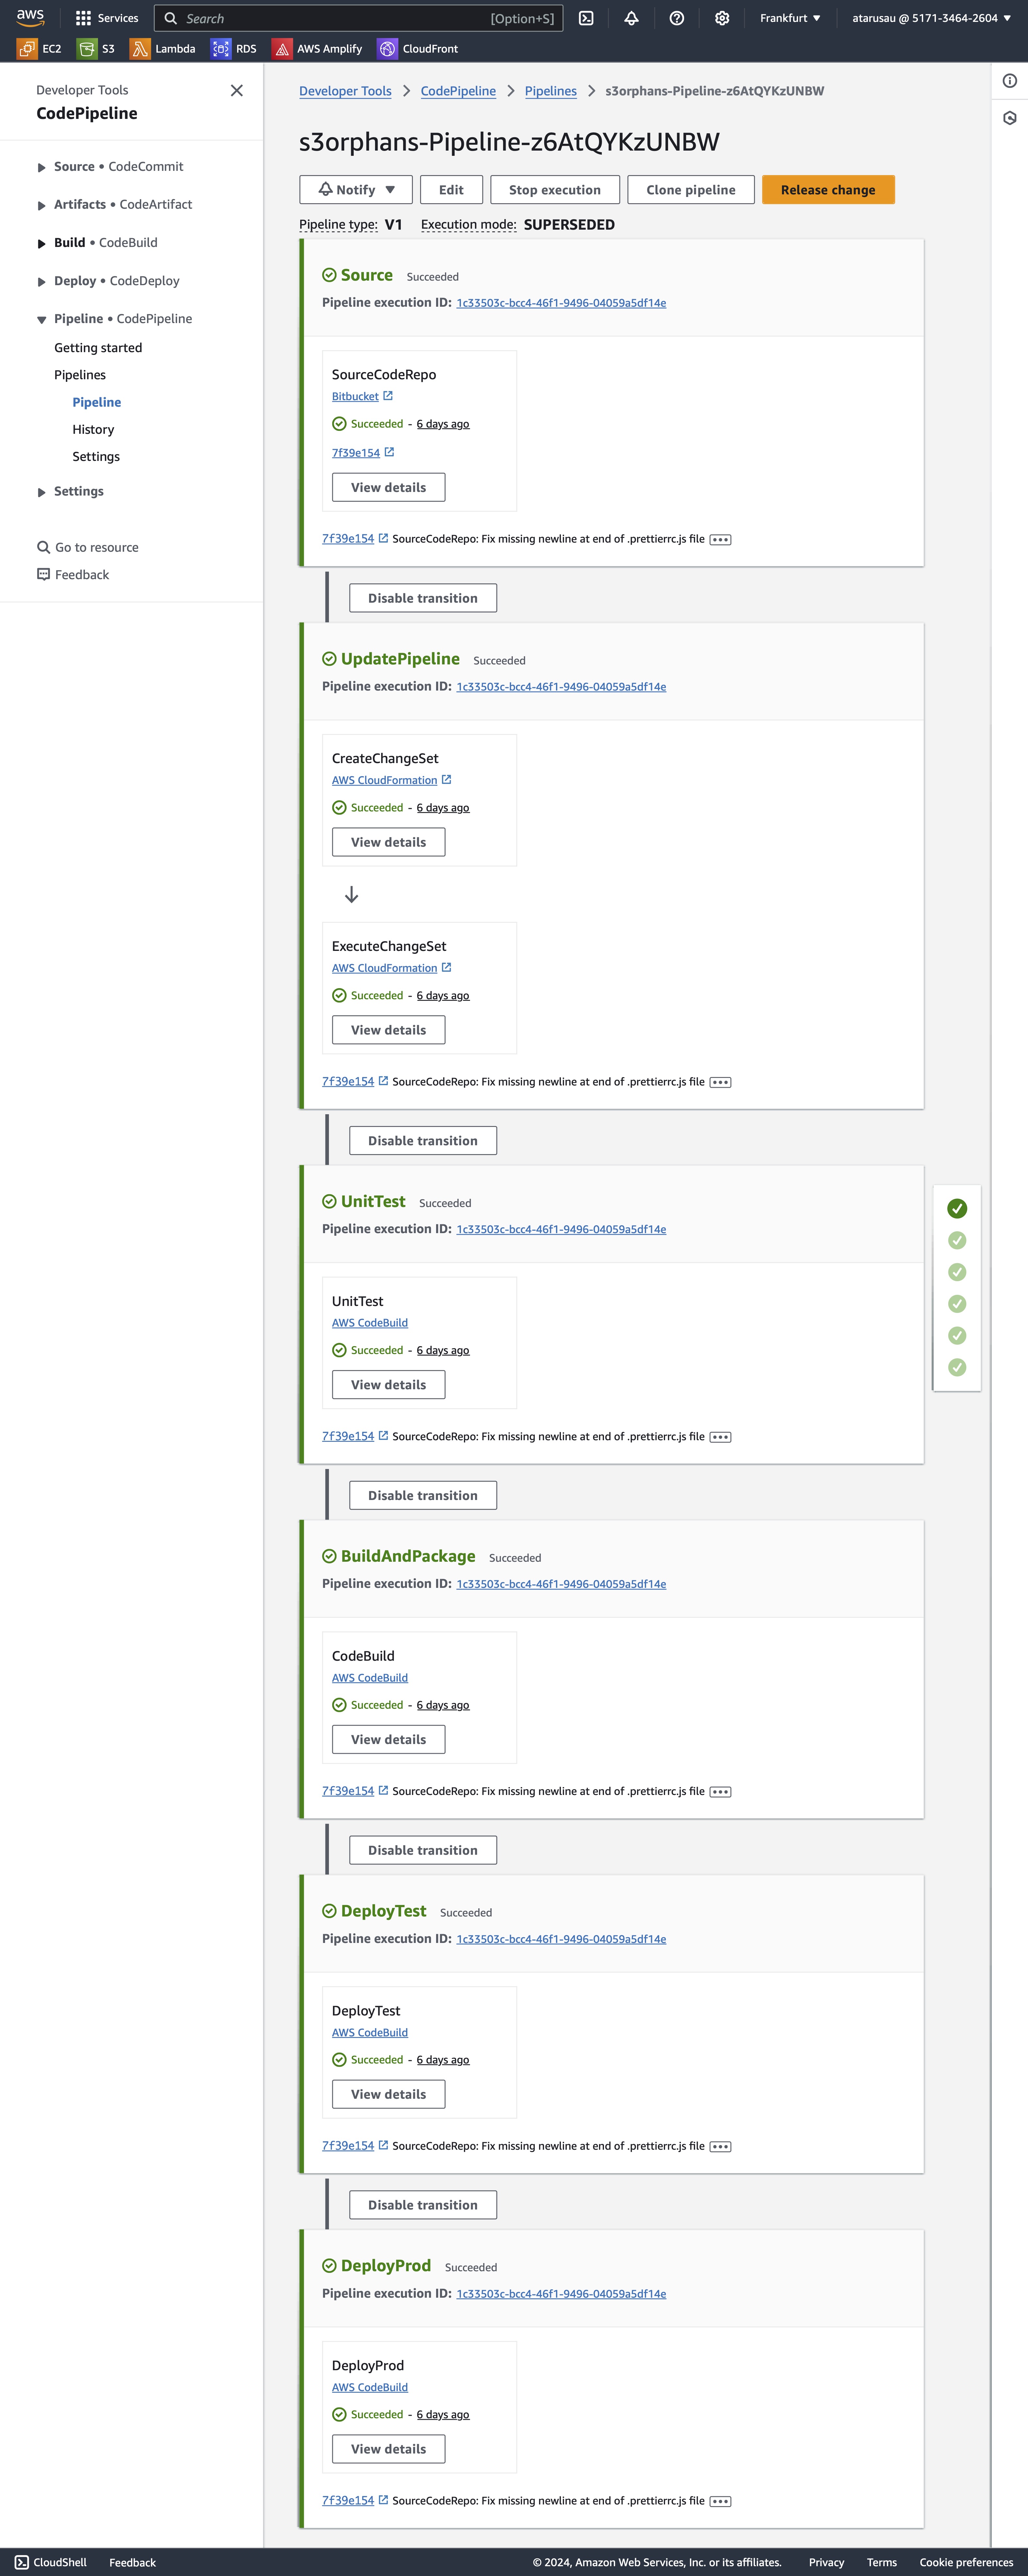 aws Services Search [Option+S] Frankfurt atarusau @ 5171-3464-2604
EC2 S3 Lambda RDS AWS Amplify CloudFront
Developer Tools
CodePipeline
Source • CodeCommit
Artifacts • CodeArtifact
Build • CodeBuild
Deploy • CodeDeploy
Pipeline • CodePipeline
Getting started
Pipelines
Pipeline
History
Settings
Settings
Go to resource
Feedback
Developer Tools CodePipeline Pipelines s3orphans-Pipeline-z6AtQYKzUNBW
s3orphans-Pipeline-z6AtQYKzUNBW
Notify Edit Stop execution Clone pipeline Release change
Pipeline type: V1 Execution mode: SUPERSEDED
Source Succeeded
Pipeline execution ID: 1c33503c-bcc4-46f1-9496-04059a5df14e
SourceCodeRepo
Bitbucket
Succeeded - 6 days ago
7f39e154
View details
7f39e154 SourceCodeRepo: Fix missing newline at end of .prettierrc.js file
Disable transition
UpdatePipeline Succeeded
Pipeline execution ID: 1c33503c-bcc4-46f1-9496-04059a5df14e
CreateChangeSet
AWS CloudFormation
Succeeded - 6 days ago
View details
ExecuteChangeSet
AWS CloudFormation
Succeeded - 6 days ago
View details
7f39e154 SourceCodeRepo: Fix missing newline at end of .prettierrc.js file
Disable transition
UnitTest Succeeded
Pipeline execution ID: 1c33503c-bcc4-46f1-9496-04059a5df14e
UnitTest
AWS CodeBuild
Succeeded - 6 days ago
View details
7f39e154 SourceCodeRepo: Fix missing newline at end of .prettierrc.js file
Disable transition
BuildAndPackage Succeeded
Pipeline execution ID: 1c33503c-bcc4-46f1-9496-04059a5df14e
CodeBuild
AWS CodeBuild
Succeeded - 6 days ago
View details
7f39e154 SourceCodeRepo: Fix missing newline at end of .prettierrc.js file
Disable transition
DeployTest Succeeded
Pipeline execution ID: 1c33503c-bcc4-46f1-9496-04059a5df14e
DeployTest
AWS CodeBuild
Succeeded - 6 days ago
View details
7f39e154 SourceCodeRepo: Fix missing newline at end of .prettierrc.js file
Disable transition
DeployProd Succeeded
Pipeline execution ID: 1c33503c-bcc4-46f1-9496-04059a5df14e
DeployProd
AWS CodeBuild
Succeeded - 6 days ago
View details
7f39e154 SourceCodeRepo: Fix missing newline at end of .prettierrc.js file
CloudShell Feedback © 2024, Amazon Web Services, Inc. or its affiliates. Privacy Terms Cookie preferences